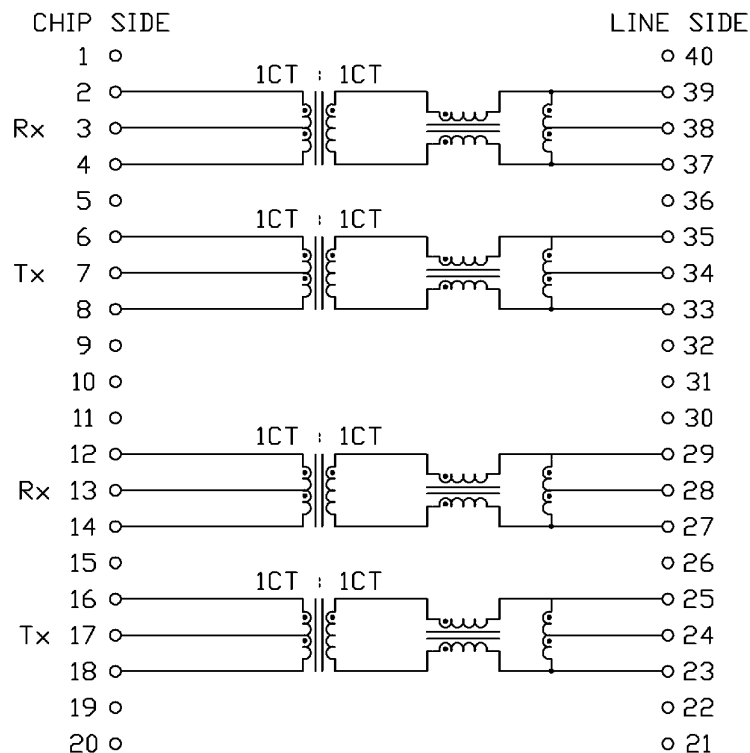 CHIP SIDE LINE SIDE
1 40
1CT : 1CT
2 39
Rx 3 38
4 37
5 36
1CT : 1CT
6 35
Tx 7 34
8 33
9 32
10 31
11 30
1CT : 1CT
12 29
Rx 13 28
14 27
15 26
1CT : 1CT
16 25
Tx 17 24
18 23
19 22
20 21